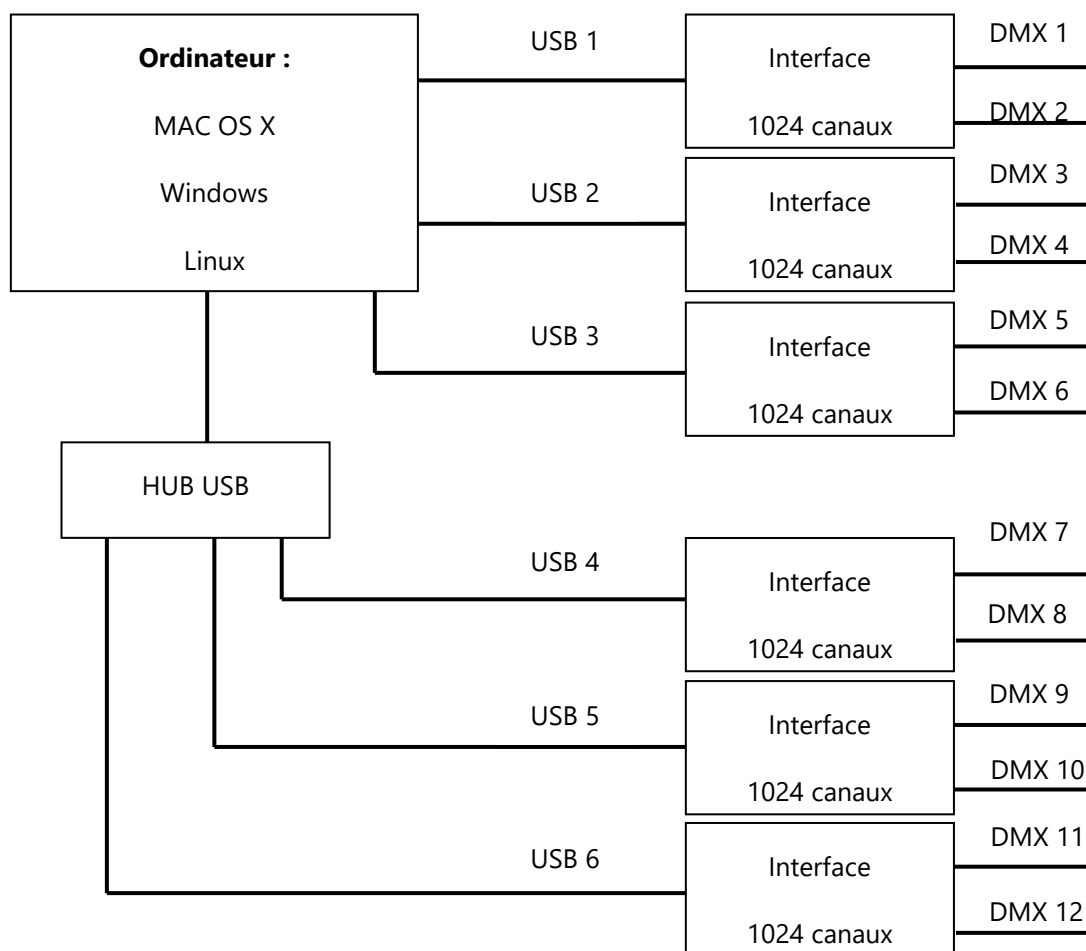 Ordinateur :
MAC OS X
Windows
Linux
USB 1
Interface
1024 canaux
DMX 1
DMX 2
USB 2
Interface
1024 canaux
DMX 3
DMX 4
USB 3
Interface
1024 canaux
DMX 5
DMX 6
HUB USB
USB 4
Interface
1024 canaux
DMX 7
DMX 8
USB 5
Interface
1024 canaux
DMX 9
DMX 10
USB 6
Interface
1024 canaux
DMX 11
DMX 12